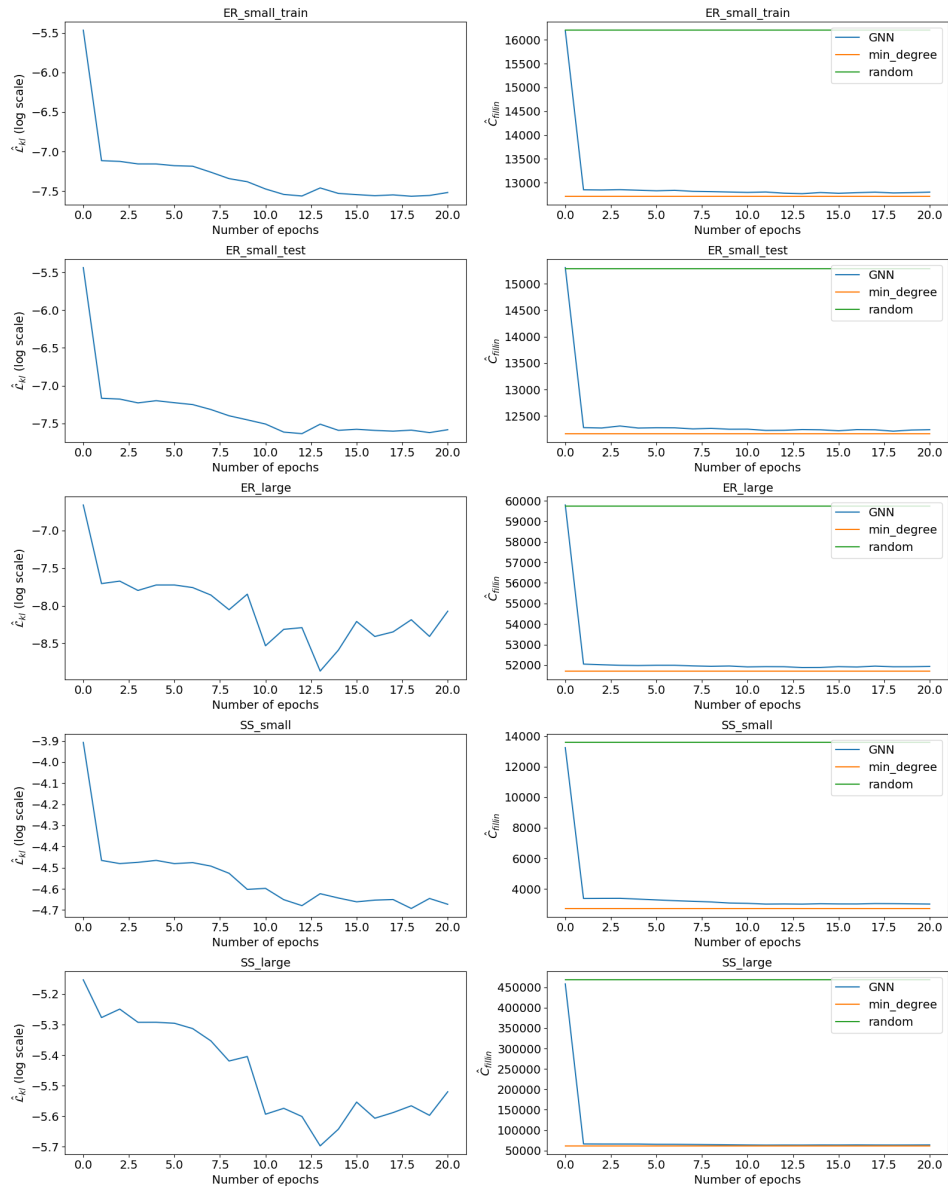 ER_small_train
−5.5
−6.0
−6.5
−7.0
−7.5
0.0 2.5 5.0 7.5 10.0 12.5 15.0 17.5 20.0
Number of epochs
ℒ̂_kl (log scale)
ER_small_train
16000
15500
15000
14500
14000
13500
13000
0.0 2.5 5.0 7.5 10.0 12.5 15.0 17.5 20.0
Number of epochs
Ĉ_fillin
GNN
min_degree
random
ER_small_test
−5.5
−6.0
−6.5
−7.0
−7.5
0.0 2.5 5.0 7.5 10.0 12.5 15.0 17.5 20.0
Number of epochs
ℒ̂_kl (log scale)
ER_small_test
15000
14500
14000
13500
13000
12500
0.0 2.5 5.0 7.5 10.0 12.5 15.0 17.5 20.0
Number of epochs
Ĉ_fillin
GNN
min_degree
random
ER_large
−7.0
−7.5
−8.0
−8.5
0.0 2.5 5.0 7.5 10.0 12.5 15.0 17.5 20.0
Number of epochs
ℒ̂_kl (log scale)
ER_large
60000
59000
58000
57000
56000
55000
54000
53000
52000
0.0 2.5 5.0 7.5 10.0 12.5 15.0 17.5 20.0
Number of epochs
Ĉ_fillin
GNN
min_degree
random
SS_small
−3.9
−4.0
−4.1
−4.2
−4.3
−4.4
−4.5
−4.6
−4.7
0.0 2.5 5.0 7.5 10.0 12.5 15.0 17.5 20.0
Number of epochs
ℒ̂_kl (log scale)
SS_small
14000
12000
10000
8000
6000
4000
0.0 2.5 5.0 7.5 10.0 12.5 15.0 17.5 20.0
Number of epochs
Ĉ_fillin
GNN
min_degree
random
SS_large
−5.2
−5.3
−5.4
−5.5
−5.6
−5.7
0.0 2.5 5.0 7.5 10.0 12.5 15.0 17.5 20.0
Number of epochs
ℒ̂_kl (log scale)
SS_large
450000
400000
350000
300000
250000
200000
150000
100000
50000
0.0 2.5 5.0 7.5 10.0 12.5 15.0 17.5 20.0
Number of epochs
Ĉ_fillin
GNN
min_degree
random